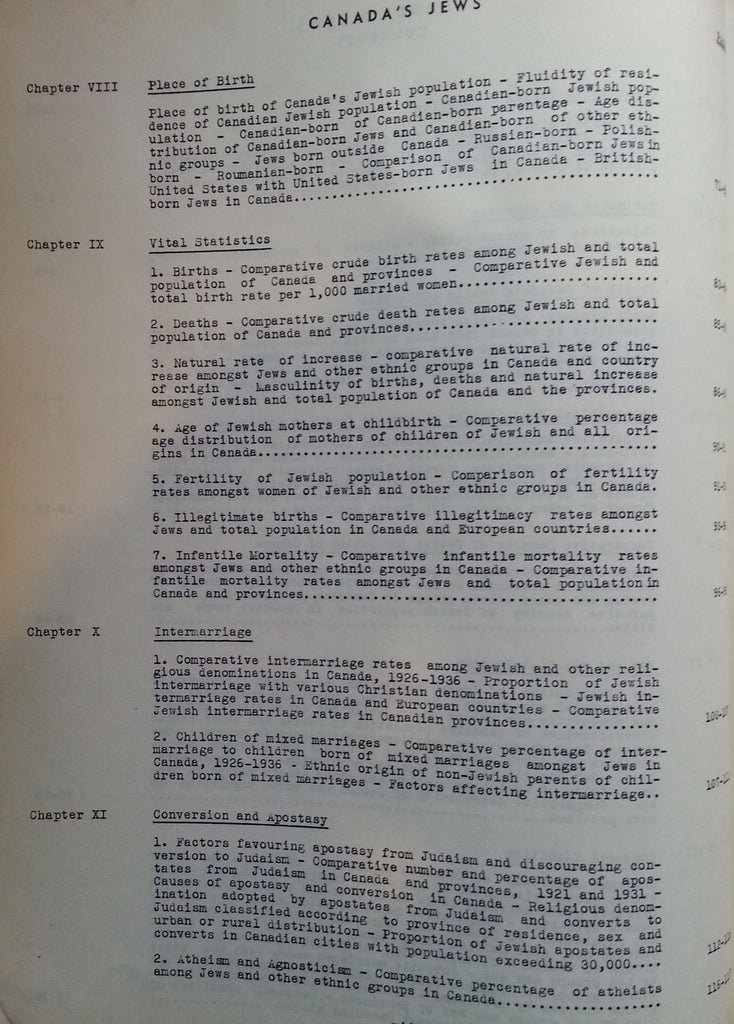 CANADA'S JEWS
Chapter VIII Place of Birth
Place of birth of Canada's Jewish population - Fluidity of resi-
dence of Canadian Jewish population - Canadian-born Jewish pop-
ulation - Canadian-born of Canadian-born parentage - Age dis-
tribution of Canadian-born Jews and Canadian-born of other eth-
nic groups - Jews born outside Canada - Russian-born - Polish-
born - Roumanian-born - Comparison of Canadian-born Jews in
United States with United States-born Jews in Canada - British-
born Jews in Canada
Chapter IX Vital Statistics
1. Births - Comparative crude birth rates among Jewish and total
population of Canada and provinces - Comparative Jewish and
total birth rate per 1,000 married women
2. Deaths - Comparative crude death rates among Jewish and total
population of Canada and provinces
3. Natural rate of increase - comparative natural rate of inc-
rease amongst Jews and other ethnic groups in Canada and country
of origin - Masculinity of births, deaths and natural increase
amongst Jewish and total population of Canada and the provinces.
4. Age of Jewish mothers at childbirth - Comparative percentage
age distribution of mothers of children of Jewish and all ori-
gins in Canada
5. Fertility of Jewish population - Comparison of fertility
rates amongst women of Jewish and other ethnic groups in Canada.
6. Illegitimate births - Comparative illegitimacy rates amongst
Jews and total population in Canada and European countries......
7. Infantile Mortality - Comparative infantile mortality rates
amongst Jews and other ethnic groups in Canada - Comparative in-
fantile mortality rates amongst Jews and total population in
Canada and provinces
Chapter X Intermarriage
1. Comparative intermarriage rates among Jewish and other reli-
gious denominations in Canada, 1926-1936 - Proportion of Jewish
intermarriage with various Christian denominations - Jewish in-
termarriage rates in Canada and European countries - Comparative
Jewish intermarriage rates in Canadian provinces
2. Children of mixed marriages - Comparative percentage of inter-
marriage to children born of mixed marriages amongst Jews in
Canada, 1926-1936 - Ethnic origin of non-Jewish parents of chil-
dren born of mixed marriages - Factors affecting intermarriage..
Chapter XI Conversion and Apostasy
1. Factors favouring apostasy from Judaism and discouraging con-
version to Judaism - Comparative number and percentage of apos-
tates from Judaism in Canada and provinces, 1921 and 1931 -
Causes of apostasy and conversion in Canada - Religious denom-
ination adopted by apostates from Judaism and converts to
Judaism classified according to province of residence, sex and
urban or rural distribution - Proportion of Jewish apostates and
converts in Canadian cities with population exceeding 30,000....
2. Atheism and Agnosticism - Comparative percentage of atheists
among Jews and other ethnic groups in Canada